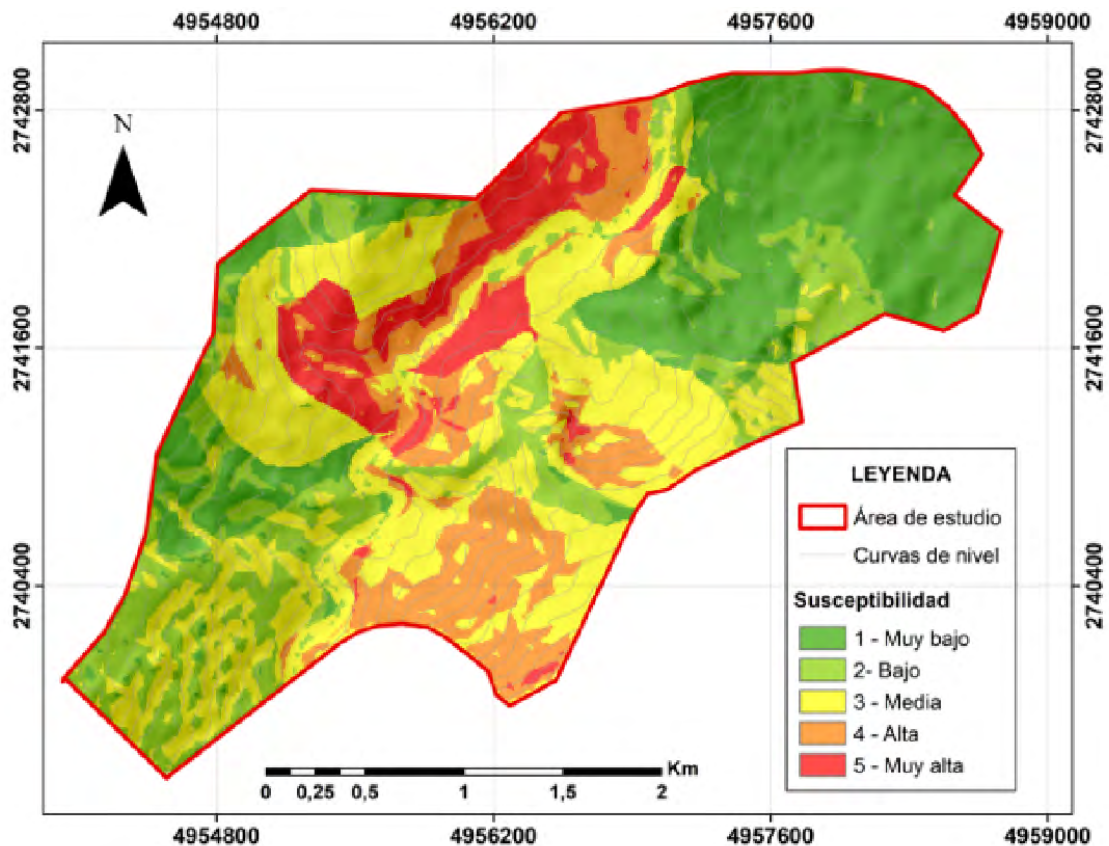 4954800 4956200 4957600 4959000
2742800 2742800
N
2741600 2741600
LEYENDA
Área de estudio
Curvas de nivel
2740400 2740400
Susceptibilidad
1 - Muy bajo
2- Bajo
3 - Media
4 - Alta
5 - Muy alta
Km
0 0,25 0,5 1 1,5 2
4954800 4956200 4957600 4959000